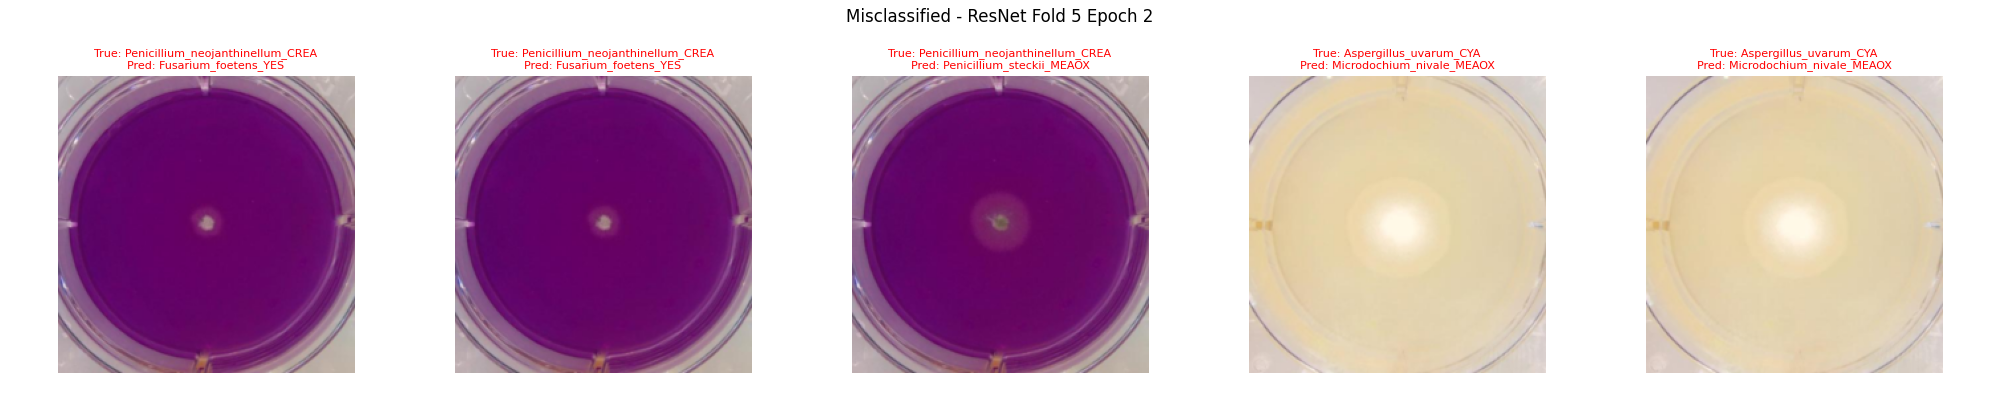 Misclassified - ResNet Fold 5 Epoch 2
True: Penicillium_neojanthinellum_CREA
Pred: Fusarium_foetens_YES
True: Penicillium_neojanthinellum_CREA
Pred: Fusarium_foetens_YES
True: Penicillium_neojanthinellum_CREA
Pred: Penicillium_steckii_MEAOX
True: Aspergillus_uvarum_CYA
Pred: Microdochium_nivale_MEAOX
True: Aspergillus_uvarum_CYA
Pred: Microdochium_nivale_MEAOX